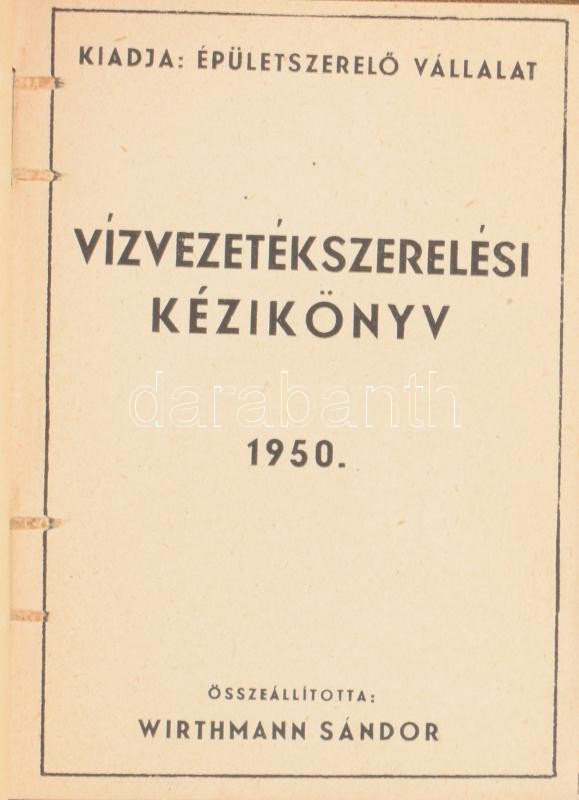 KIADJA: ÉPÜLETSZERELŐ VÁLLALAT
VÍZVEZETÉKSZERELÉSI
KÉZIKÖNYV
darabanth
1950.
ÖSSZEÁLLÍTOTTA:
WIRTHMANN SÁNDOR